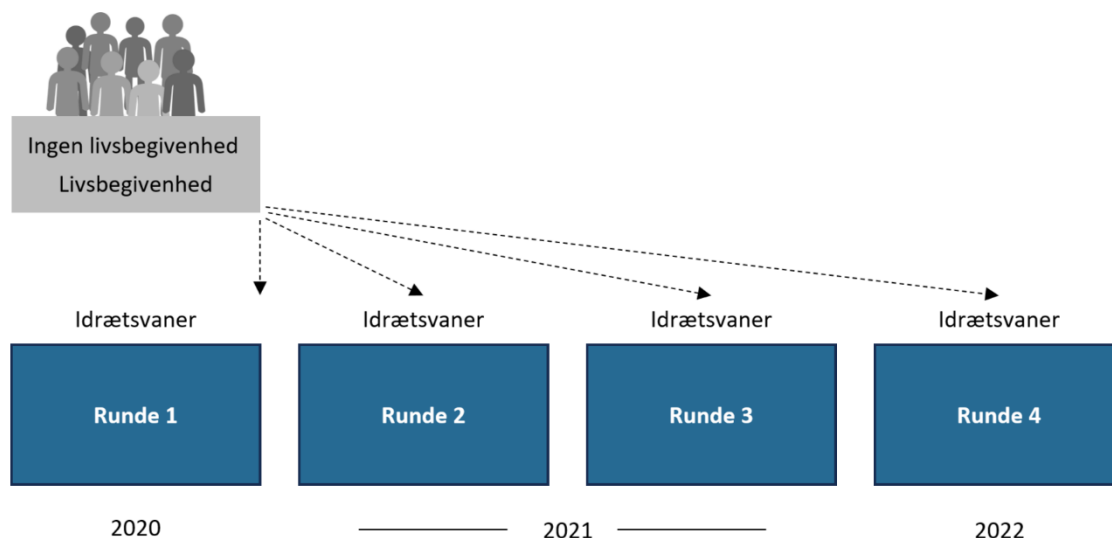 Ingen livsbegivenhed
Livsbegivenhed
Idrætsvaner Idrætsvaner Idrætsvaner Idrætsvaner
Runde 1 Runde 2 Runde 3 Runde 4
2020 2021 2022